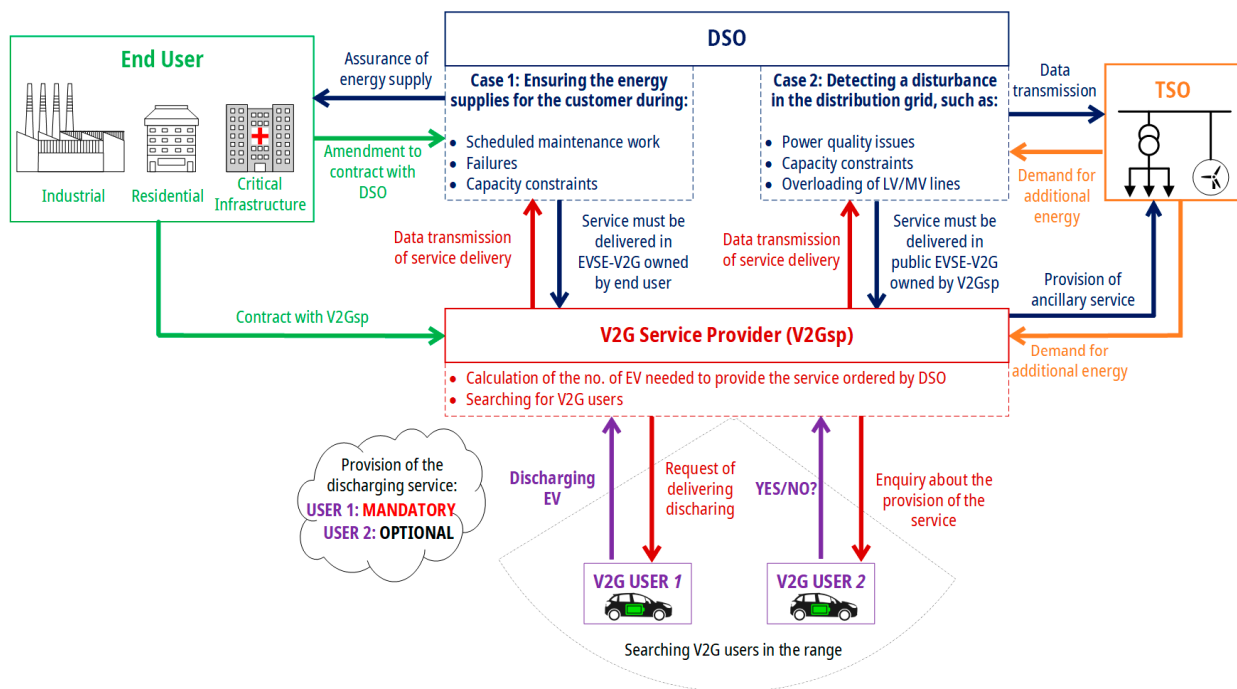 DSO
End User
Industrial
Residential
Critical
Infrastructure
Assurance of
energy supply
Amendment to
contract with
DSO
Case 1: Ensuring the energy
supplies for the customer during:
• Scheduled maintenance work
• Failures
• Capacity constraints
Case 2: Detecting a disturbance
in the distribution grid, such as:
• Power quality issues
• Capacity constraints
• Overloading of LV/MV lines
Data
transmission
TSO
Demand for
additional
energy
Data transmission
of service delivery
Service must be
delivered in
EVSE-V2G owned
by end user
Data transmission
of service delivery
Service must be
delivered in
public EVSE-V2G
owned by V2Gsp
Provision of
ancillary service
Contract with V2Gsp
V2G Service Provider (V2Gsp)
Demand for
additional energy
• Calculation of the no. of EV needed to provide the service ordered by DSO
• Searching for V2G users
Provision of the
discharging service:
USER 1: MANDATORY
USER 2: OPTIONAL
Discharging
EV
Request of
delivering
discharing
YES/NO?
Enquiry about the
provision of the
service
V2G USER 1
V2G USER 2
Searching V2G users in the range